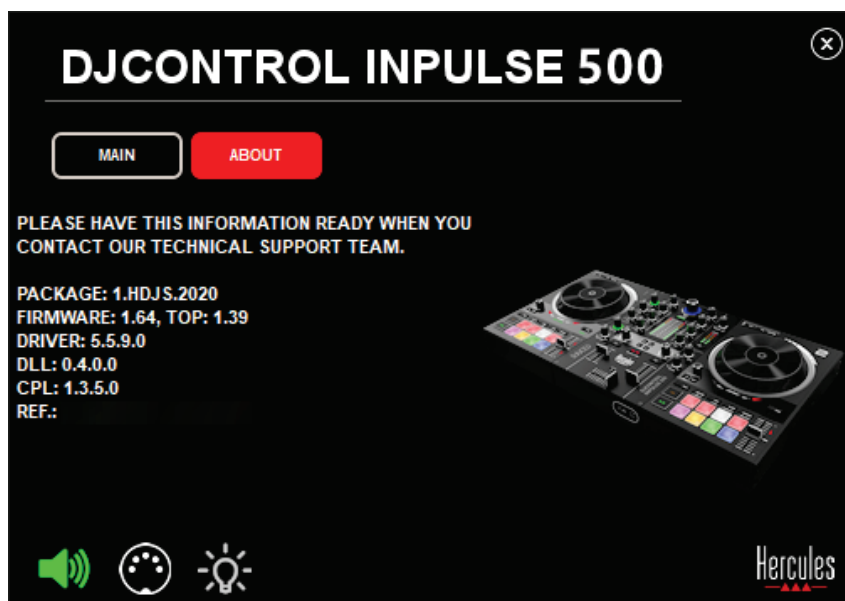 DJCONTROL INPULSE 500
MAIN
ABOUT
PLEASE HAVE THIS INFORMATION READY WHEN YOU
CONTACT OUR TECHNICAL SUPPORT TEAM.
PACKAGE: 1.HDJS.2020
FIRMWARE: 1.64, TOP: 1.39
DRIVER: 5.5.9.0
DLL: 0.4.0.0
CPL: 1.3.5.0
REF.:
Hercules